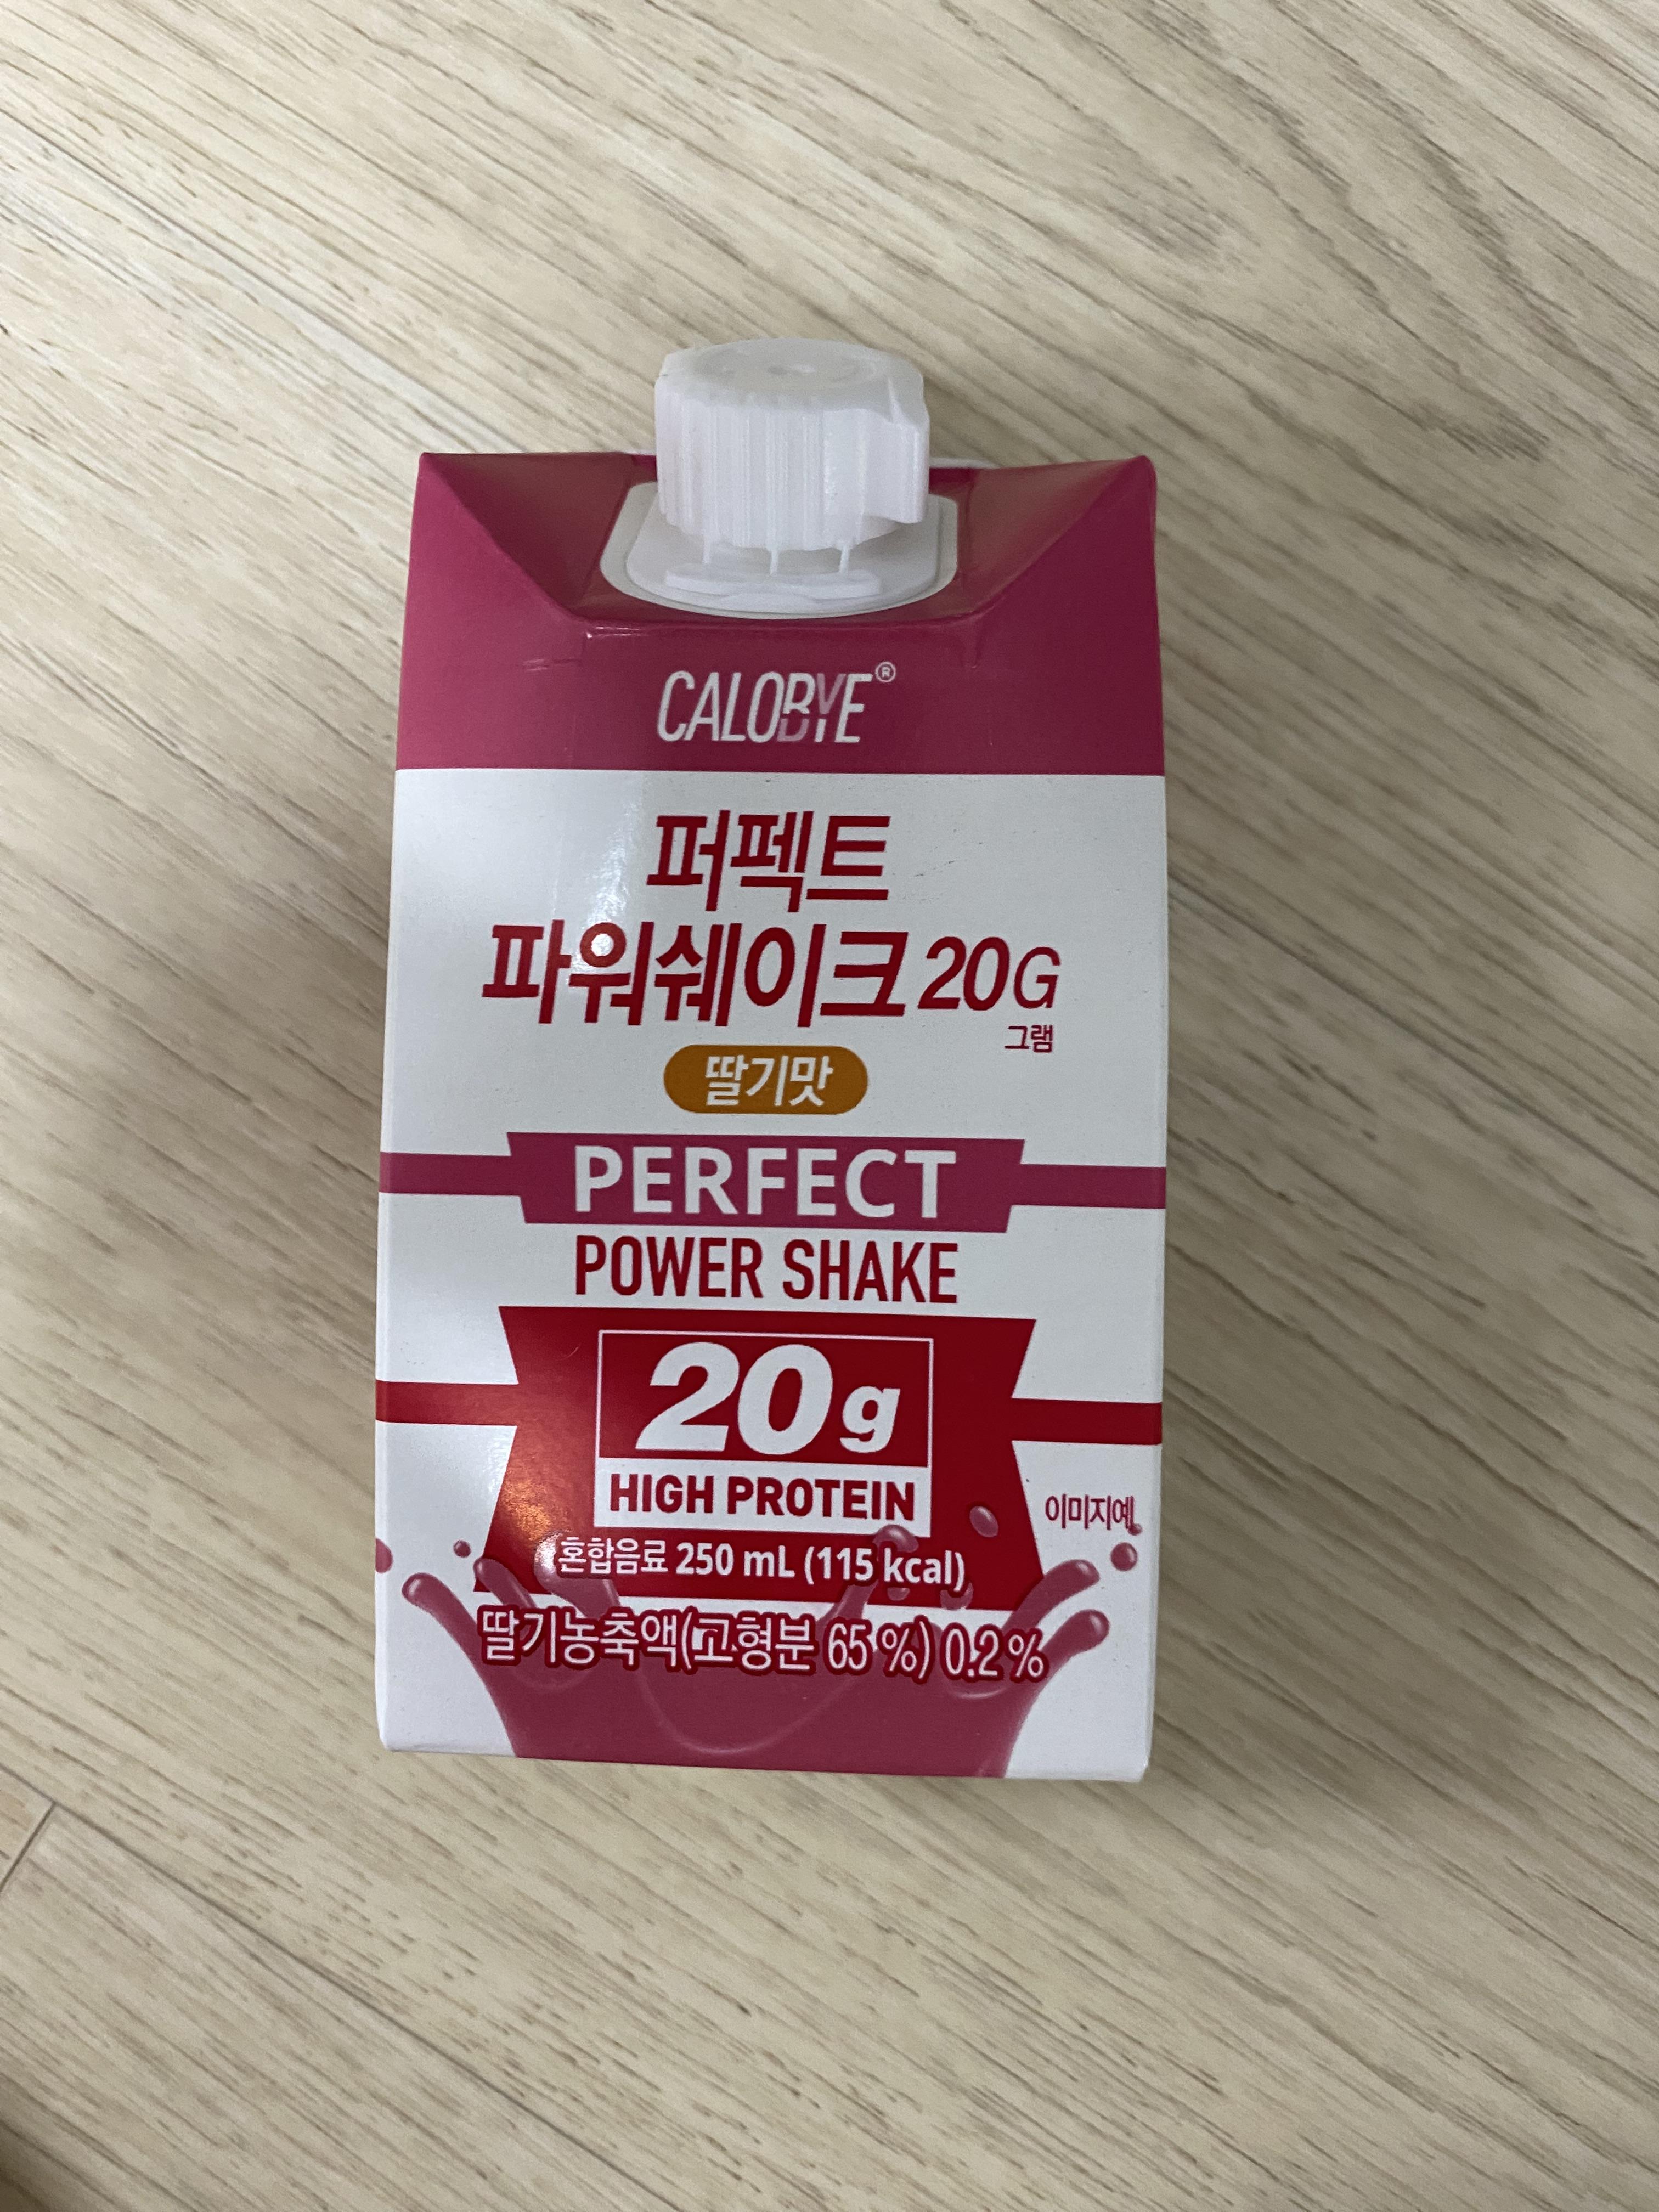 CALOBYE®
퍼펙트
파워쉐이크 20G
그램
딸기맛
PERFECT
POWER SHAKE
20g
HIGH PROTEIN
이미지예
혼합음료 250 mL (115 kcal)
딸기농축액(고형분 65 %) 0.2 %